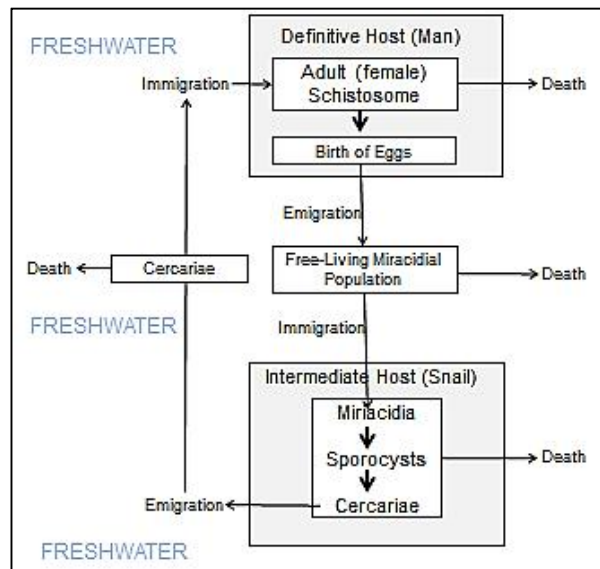 FRESHWATER
Definitive Host (Man)
Immigration
Adult (female)
Schistosome
Death
Birth of Eggs
Emigration
Death
Cercariae
Free-Living Miracidial
Population
Death
FRESHWATER
Immigration
Intermediate Host (Snail)
Miriacidia
Sporocysts
Death
Emigration
Cercariae
FRESHWATER